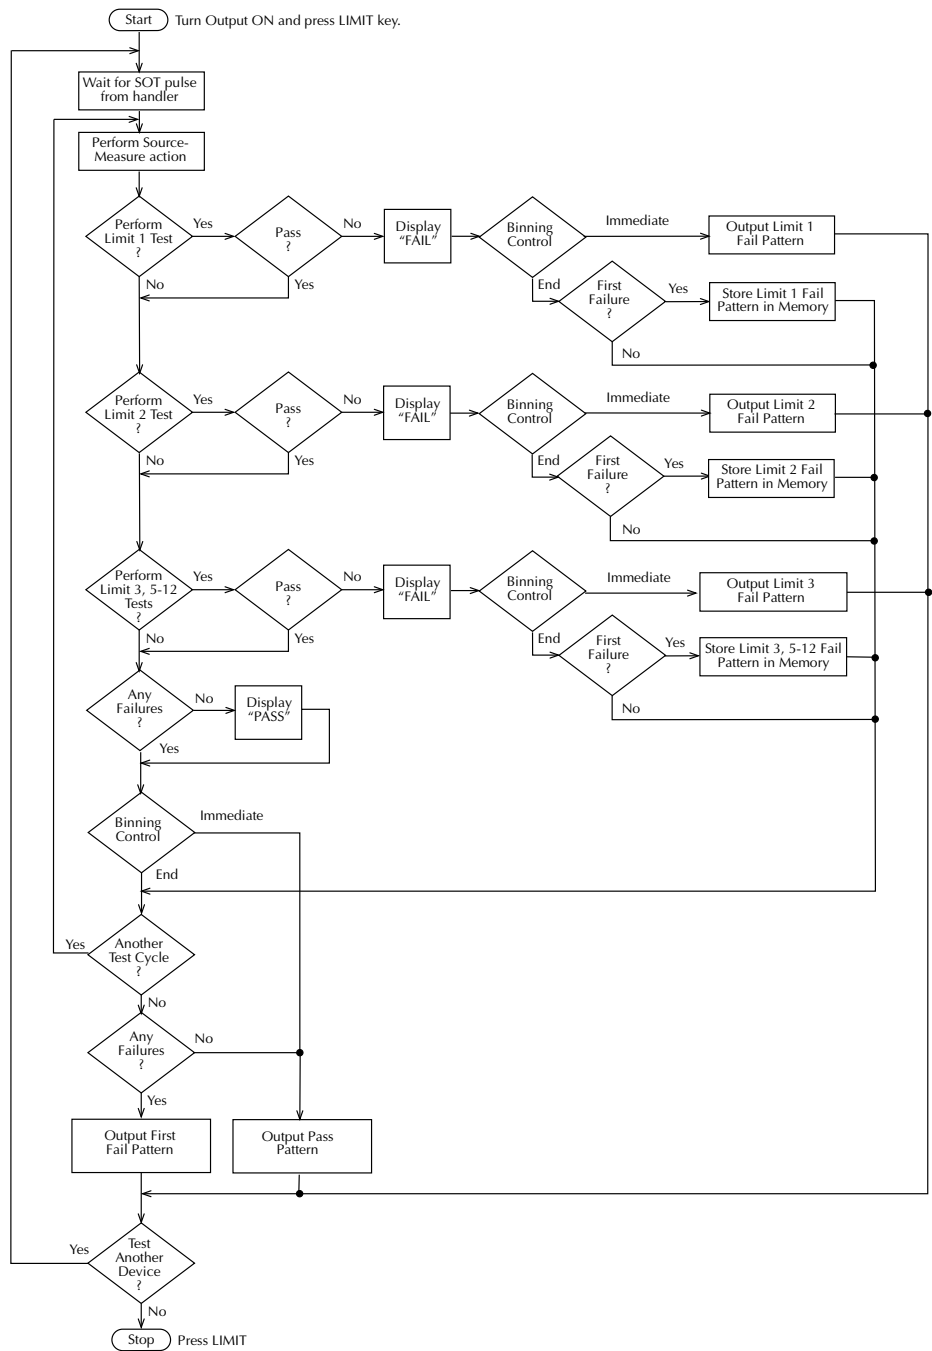 Start
Turn Output ON and press LIMIT key.
Wait for SOT pulse
from handler
Perform Source-
Measure action
Perform
Limit 1 Test
?
Yes
Pass
?
No
Display
“FAIL”
Binning
Control
Immediate
Output Limit 1
Fail Pattern
No
Yes
End
First
Failure
?
Yes
Store Limit 1 Fail
Pattern in Memory
No
Perform
Limit 2 Test
?
Yes
Pass
?
No
Display
“FAIL”
Binning
Control
Immediate
Output Limit 2
Fail Pattern
No
Yes
End
First
Failure
?
Yes
Store Limit 2 Fail
Pattern in Memory
No
Perform
Limit 3, 5-12
Tests
?
Yes
Pass
?
No
Display
“FAIL”
Binning
Control
Immediate
Output Limit 3
Fail Pattern
No
Yes
End
First
Failure
?
Yes
Store Limit 3, 5-12 Fail
Pattern in Memory
No
Any
Failures
?
No
Display
“PASS”
Yes
Binning
Control
Immediate
End
Another
Test Cycle
?
Yes
No
Any
Failures
?
No
Yes
Output First
Fail Pattern
Output Pass
Pattern
Test
Another
Device
?
Yes
No
Stop
Press LIMIT